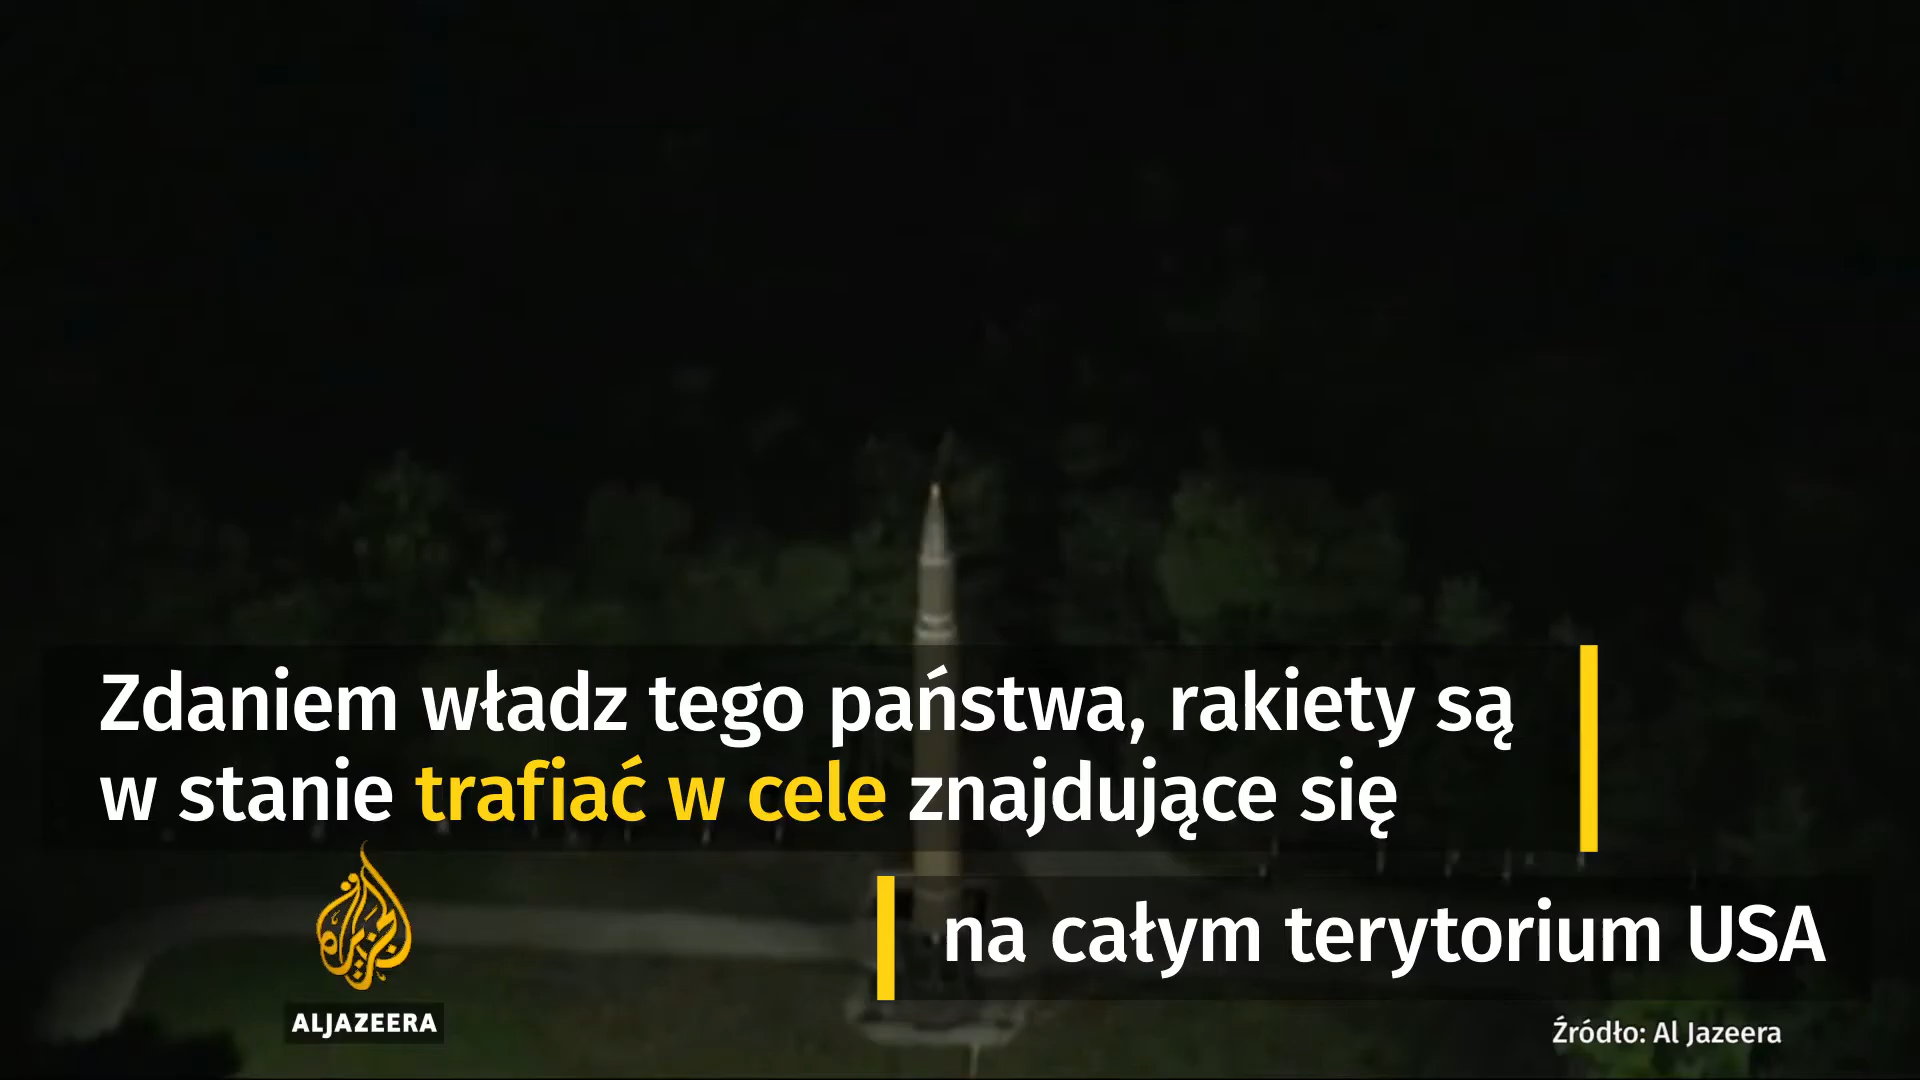 Zdaniem władz tego państwa, rakiety są
w stanie trafiać w cele znajdujące się
na całym terytorium USA
الجزيرة
ALJAZEERA
Źródło: Al Jazeera